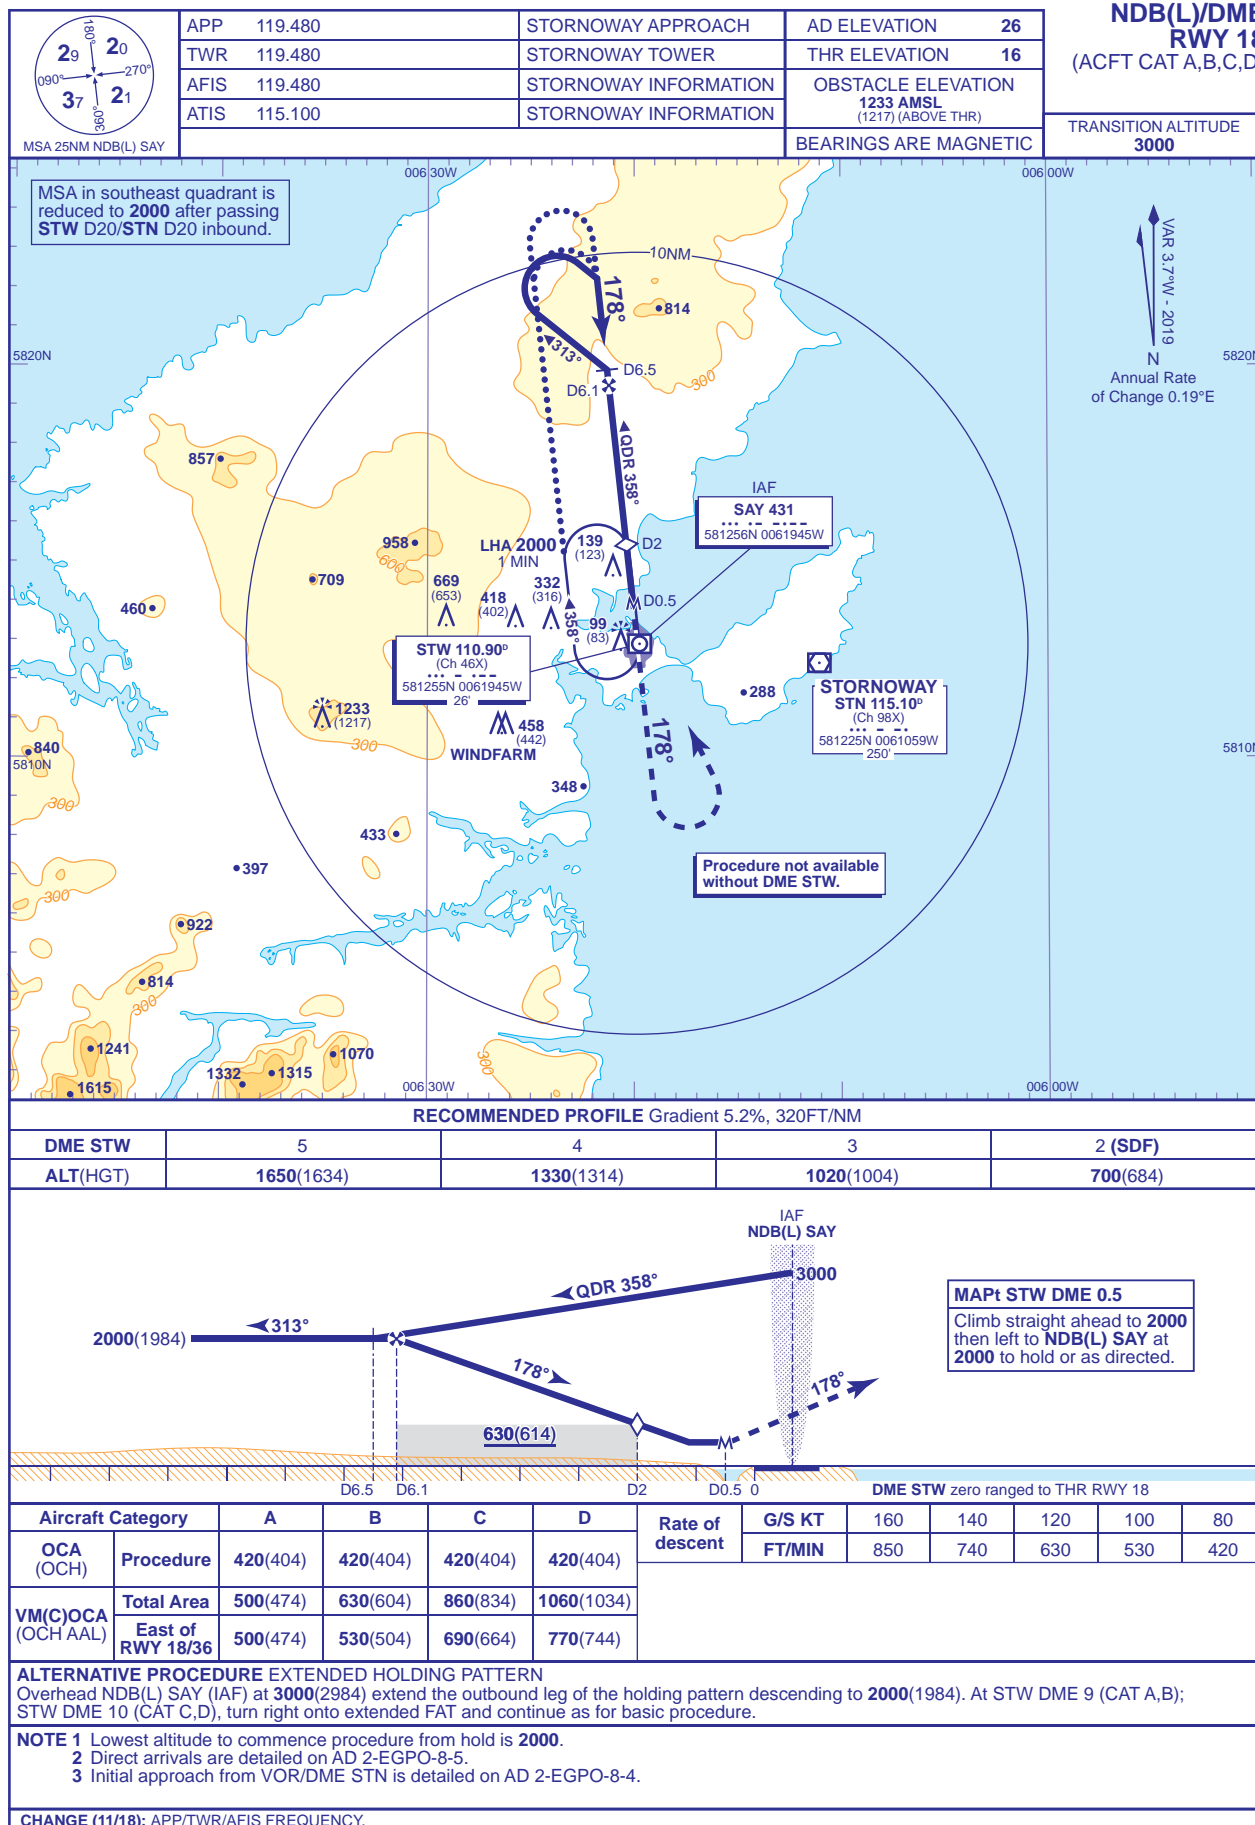 NDB(L)/DME
RWY 18
(ACFT CAT A,B,C,D
TRANSITION ALTITUDE
3000
180°
29 20
090° 270°
37 21
360°
MSA 25NM NDB(L) SAY
APP 119.480 STORNOWAY APPROACH
TWR 119.480 STORNOWAY TOWER
AFIS 119.480 STORNOWAY INFORMATION
ATIS 115.100 STORNOWAY INFORMATION
AD ELEVATION 26
THR ELEVATION 16
OBSTACLE ELEVATION
1233 AMSL
(1217) (ABOVE THR)
BEARINGS ARE MAGNETIC
006 30W
006 00W
MSA in southeast quadrant is
reduced to 2000 after passing
STW D20/STN D20 inbound.
10NM
178°
814
VAR 3.7°W - 2019
N
Annual Rate
of Change 0.19°E
5820N
5820N
313°
D6.5
D6.1
300
QDR 358°
857
IAF
SAY 431
581256N 0061945W
958
600
LHA 2000
1 MIN
139
(123)
D2
709
669
(653)
418
(402)
332
(316)
460
358°
D0.5
99
(83)
STW 110.90D
(Ch 46X)
581255N 0061945W
26'
288
STORNOWAY
STN 115.10D
(Ch 98X)
581225N 0061059W
250'
1233
(1217)
300
458
(442)
WINDFARM
178°
840
5810N
5810N
300
348
433
397
Procedure not available
without DME STW.
300
922
814
300
1241
1615
1332
1315
1070
300
006 30W
006 00W
RECOMMENDED PROFILE Gradient 5.2%, 320FT/NM
DME STW 5 4 3 2 (SDF)
ALT(HGT) 1650(1634) 1330(1314) 1020(1004) 700(684)
IAF
NDB(L) SAY
QDR 358°
3000
313°
2000(1984)
178°
178°
630(614)
MAPt STW DME 0.5
Climb straight ahead to 2000
then left to NDB(L) SAY at
2000 to hold or as directed.
D6.5 D6.1 D2 D0.5 0 DME STW zero ranged to THR RWY 18
Aircraft Category A B C D
OCA
(OCH)
Procedure 420(404) 420(404) 420(404) 420(404)
VM(C)OCA
(OCH AAL)
Total Area 500(474) 630(604) 860(834) 1060(1034)
East of
RWY 18/36
500(474) 530(504) 690(664) 770(744)
Rate of
descent
G/S KT 160 140 120 100 80
FT/MIN 850 740 630 530 420
ALTERNATIVE PROCEDURE EXTENDED HOLDING PATTERN
Overhead NDB(L) SAY (IAF) at 3000(2984) extend the outbound leg of the holding pattern descending to 2000(1984). At STW DME 9 (CAT A,B);
STW DME 10 (CAT C,D), turn right onto extended FAT and continue as for basic procedure.
NOTE 1 Lowest altitude to commence procedure from hold is 2000.
2 Direct arrivals are detailed on AD 2-EGPO-8-5.
3 Initial approach from VOR/DME STN is detailed on AD 2-EGPO-8-4.
CHANGE (11/18): APP/TWR/AFIS FREQUENCY.